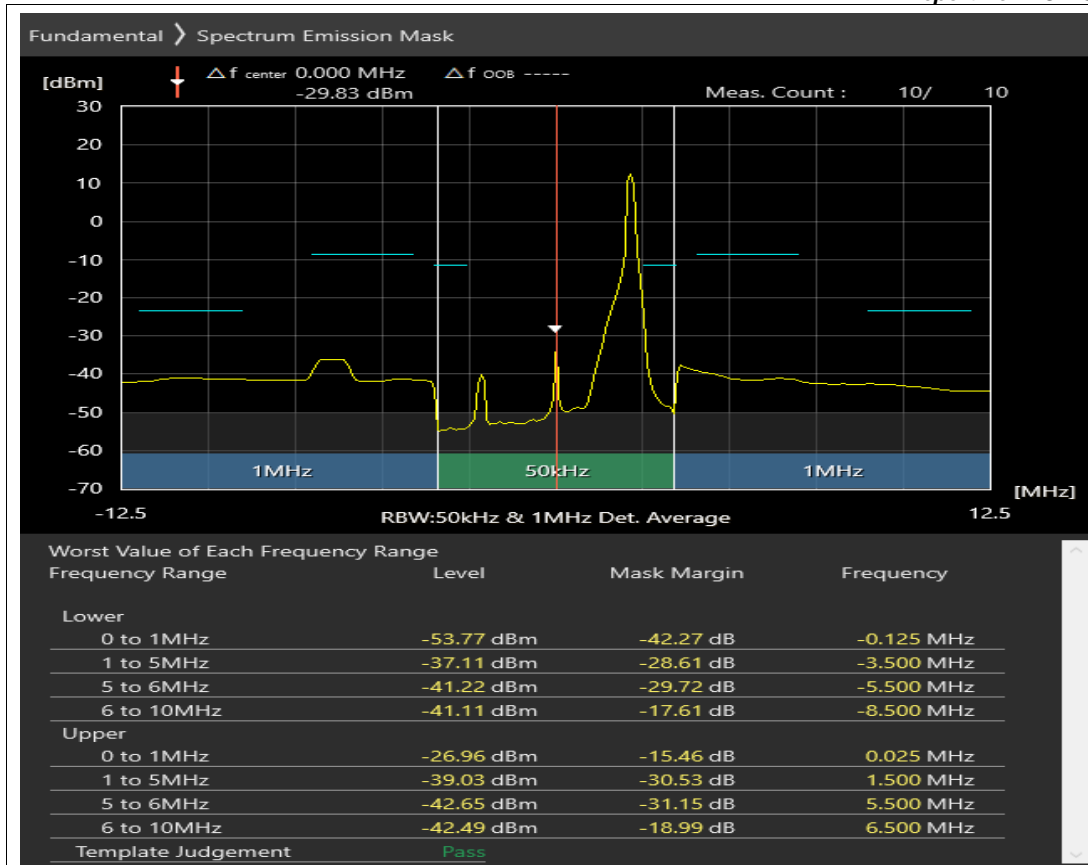 Fundamental 〉 Spectrum Emission Mask
△f center 0.000 MHz △f OOB -----
[dBm] -29.83 dBm Meas. Count : 10/ 10
30
20
10
0
-10
-20
-30
-40
-50
-60
1MHz 50kHz 1MHz
-70
[MHz]
-12.5 RBW:50kHz & 1MHz Det. Average 12.5
Worst Value of Each Frequency Range
Frequency Range Level Mask Margin Frequency
Lower
0 to 1MHz -53.77 dBm -42.27 dB -0.125 MHz
1 to 5MHz -37.11 dBm -28.61 dB -3.500 MHz
5 to 6MHz -41.22 dBm -29.72 dB -5.500 MHz
6 to 10MHz -41.11 dBm -17.61 dB -8.500 MHz
Upper
0 to 1MHz -26.96 dBm -15.46 dB 0.025 MHz
1 to 5MHz -39.03 dBm -30.53 dB 1.500 MHz
5 to 6MHz -42.65 dBm -31.15 dB 5.500 MHz
6 to 10MHz -42.49 dBm -18.99 dB 6.500 MHz
Template Judgement Pass